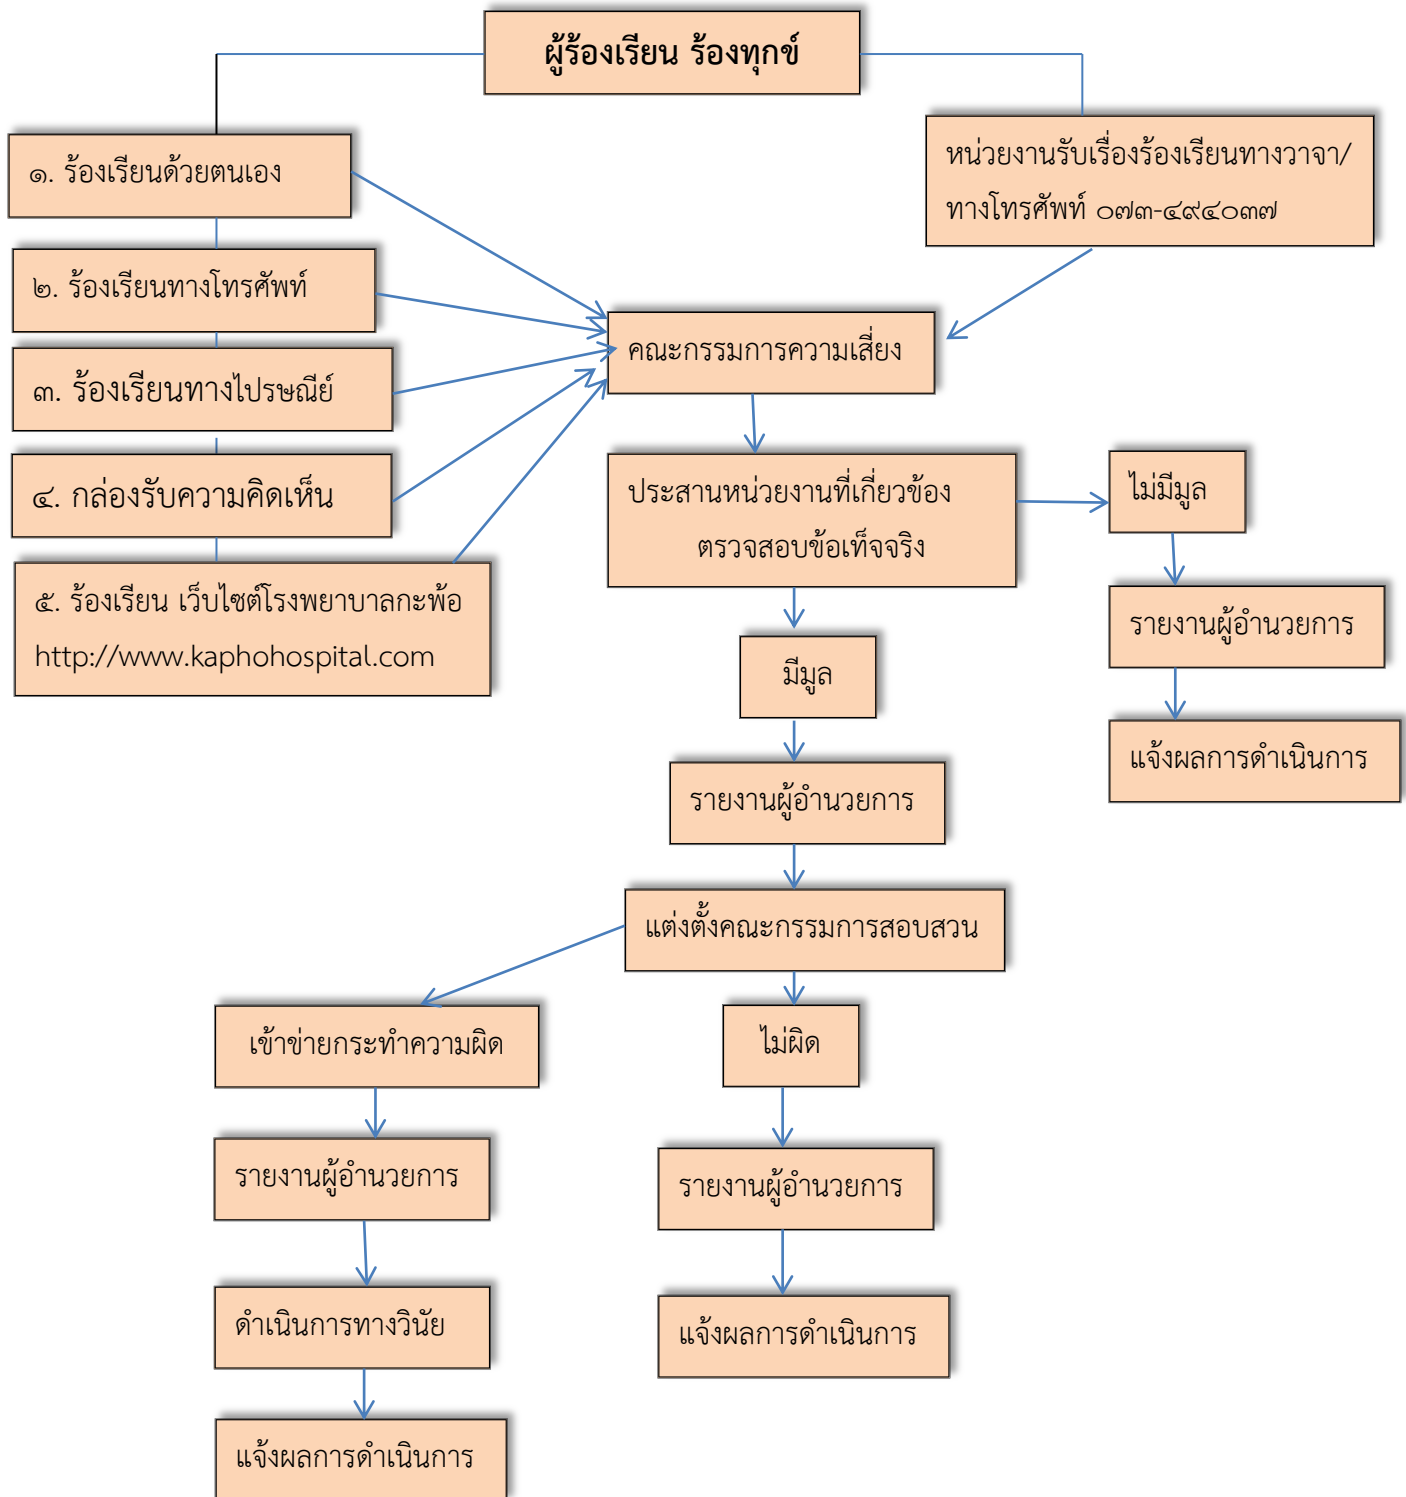 ผู้ร้องเรียน ร้องทุกข์
๑. ร้องเรียนด้วยตนเอง
หน่วยงานรับเรื่องร้องเรียนทางวาจา/
ทางโทรศัพท์ ๐๗๓-๔๙๔๐๓๗
๒. ร้องเรียนทางโทรศัพท์
๓. ร้องเรียนทางไปรษณีย์
๔. กล่องรับความคิดเห็น
๕. ร้องเรียน เว็บไซต์โรงพยาบาลกะพ้อ
http://www.kaphohospital.com
คณะกรรมการความเสี่ยง
ประสานหน่วยงานที่เกี่ยวข้อง
ตรวจสอบข้อเท็จจริง
ไม่มีมูล
รายงานผู้อำนวยการ
แจ้งผลการดำเนินการ
มีมูล
รายงานผู้อำนวยการ
แต่งตั้งคณะกรรมการสอบสวน
เข้าข่ายกระทำความผิด
รายงานผู้อำนวยการ
ดำเนินการทางวินัย
แจ้งผลการดำเนินการ
ไม่ผิด
รายงานผู้อำนวยการ
แจ้งผลการดำเนินการ